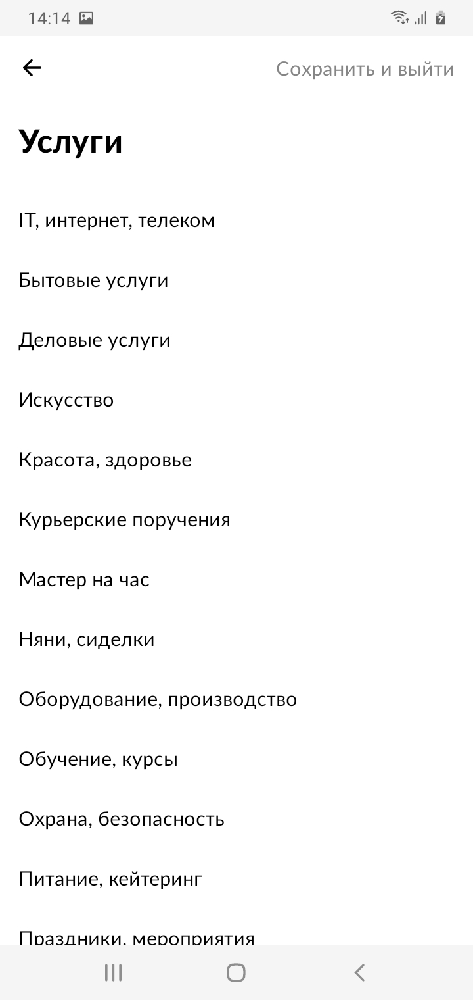 14:14
Сохранить и выйти
Услуги
IT, интернет, телеком
Бытовые услуги
Деловые услуги
Искусство
Красота, здоровье
Курьерские поручения
Мастер на час
Няни, сиделки
Оборудование, производство
Обучение, курсы
Охрана, безопасность
Питание, кейтеринг
Праздники, мероприятия